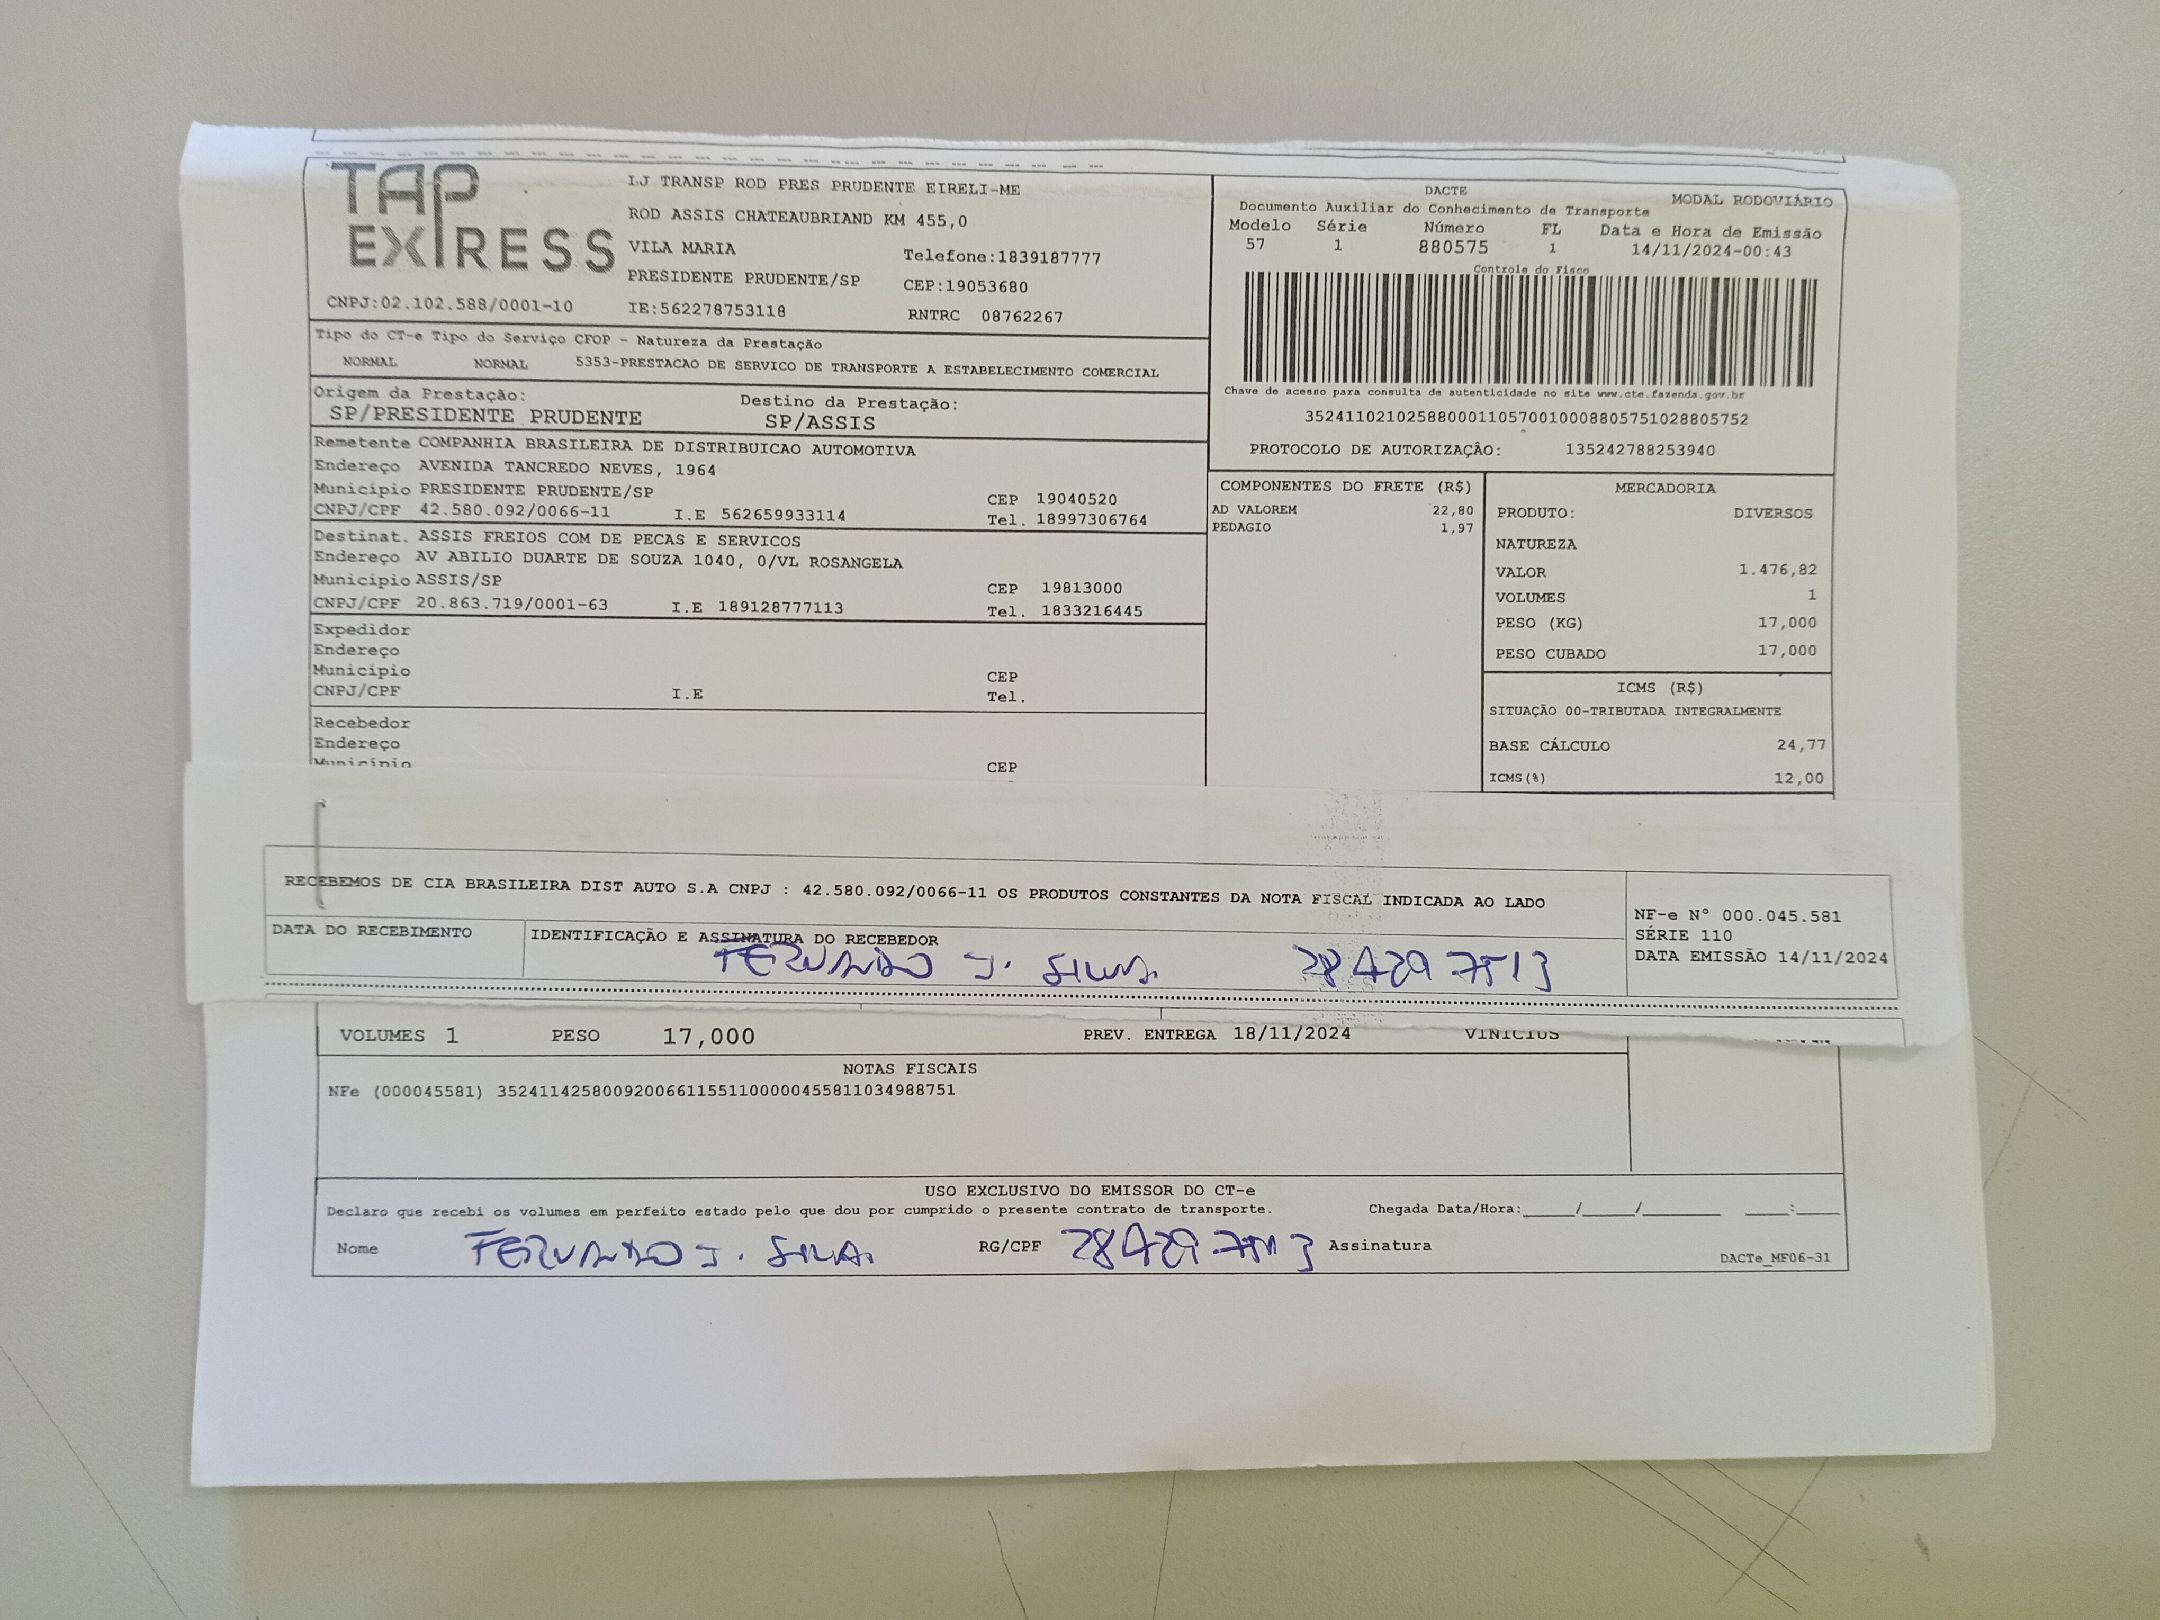 TAP EXPRESS
LJ TRANSP ROD PRES PRUDENTE EIRELI-ME
ROD ASSIS CHATEAUBRIAND KM 455,0
VILA MARIA
Telefone:1839187777
PRESIDENTE PRUDENTE/SP
CEP:19053680
CNPJ:02.102.588/0001-10
IE:562278753118
RNTRC 08762267
DACTE
MODAL RODOVIÁRIO
Documento Auxiliar do Conhecimento de Transporte
Modelo Série Número FL Data e Hora de Emissão
57 1 880575 1 14/11/2024-00:43
Controle do Fisco
Chave de acesso para consulta de autenticidade no site www.cte.fazenda.gov.br
35241102102588000110570010008805751028805752
PROTOCOLO DE AUTORIZAÇÂO: 135242788253940
Tipo do CT-e Tipo do Serviço CFOP - Natureza da Prestação
NORMAL NORMAL 5353-PRESTACAO DE SERVICO DE TRANSPORTE A ESTABELECIMENTO COMERCIAL
Origem da Prestação: Destino da Prestação:
SP/PRESIDENTE PRUDENTE SP/ASSIS
Remetente COMPANHIA BRASILEIRA DE DISTRIBUICAO AUTOMOTIVA
Endereço AVENIDA TANCREDO NEVES, 1964
Município PRESIDENTE PRUDENTE/SP CEP 19040520
CNPJ/CPF 42.580.092/0066-11 I.E 562659933114 Tel. 18997306764
Destinat. ASSIS FREIOS COM DE PECAS E SERVICOS
Endereço AV ABILIO DUARTE DE SOUZA 1040, 0/VL ROSANGELA
Município ASSIS/SP CEP 19813000
CNPJ/CPF 20.863.719/0001-63 I.E 189128777113 Tel. 1833216445
Expedidor
Endereço
Município CEP
CNPJ/CPF I.E Tel.
Recebedor
Endereço
Município CEP
COMPONENTES DO FRETE (R$)
AD VALOREM 22,80
PEDAGIO 1,97
MERCADORIA
PRODUTO: DIVERSOS
NATUREZA
VALOR 1.476,82
VOLUMES 1
PESO (KG) 17,000
PESO CUBADO 17,000
ICMS (R$)
SITUAÇÃO 00-TRIBUTADA INTEGRALMENTE
BASE CÁLCULO 24,77
ICMS(%) 12,00
RECEBEMOS DE CIA BRASILEIRA DIST AUTO S.A CNPJ : 42.580.092/0066-11 OS PRODUTOS CONSTANTES DA NOTA FISCAL INDICADA AO LADO
DATA DO RECEBIMENTO
IDENTIFICAÇÃO E ASSINATURA DO RECEBEDOR
FERNANDO J. SILVA.
NF-e N° 000.045.581
SÉRIE 110
DATA EMISSÃO 14/11/2024
VOLUMES 1 PESO 17,000 PREV. ENTREGA 18/11/2024 VINICIUS
NOTAS FISCAIS
NFe (000045581) 35241142580092006611551100000455811034988751
USO EXCLUSIVO DO EMISSOR DO CT-e
Declaro que recebi os volumes em perfeito estado pelo que dou por cumprido o presente contrato de transporte. Chegada Data/Hora:_____/_____/_______ ____:____
Nome FERNANDO J. SILVA. RG/CPF Assinatura
DACTe_MF06-31